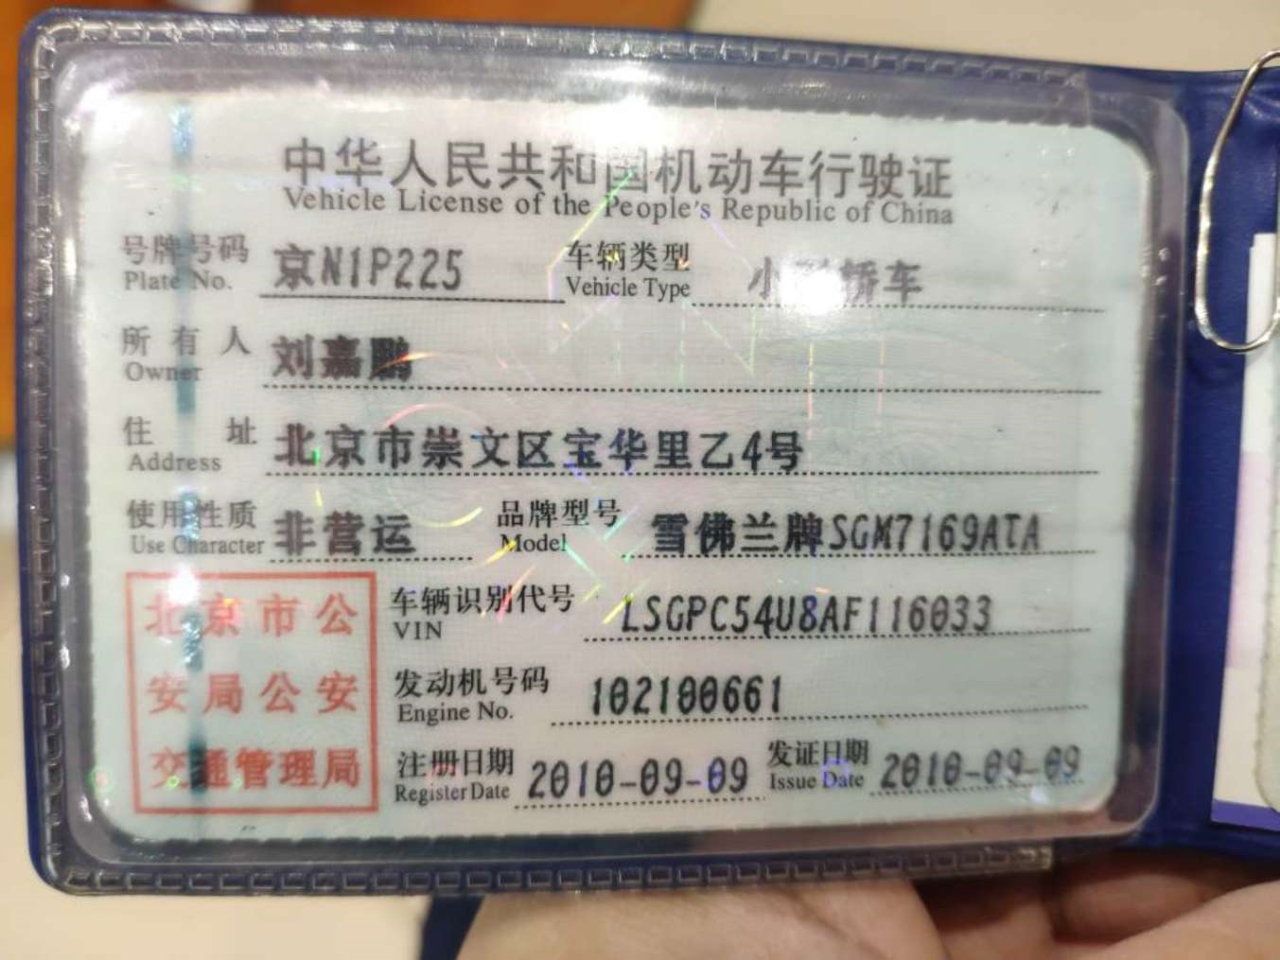 中华人民共和国机动车行驶证
Vehicle License of the People's Republic of China
号牌号码 京N1P225 车辆类型 小 轿车
Plate No. Vehicle Type
所有人 刘嘉鹏
Owner
住址 北京市崇文区宝华里乙4号
Address
使用性质 非营运 品牌型号 雪佛兰牌SGM7169ATA
Use Character Model
北京市公
安局公安
交通管理局
车辆识别代号 LSGPC54U8AF116033
VIN
发动机号码 102100661
Engine No.
注册日期 2010-09-09 发证日期 2010-09-09
Register Date Issue Date